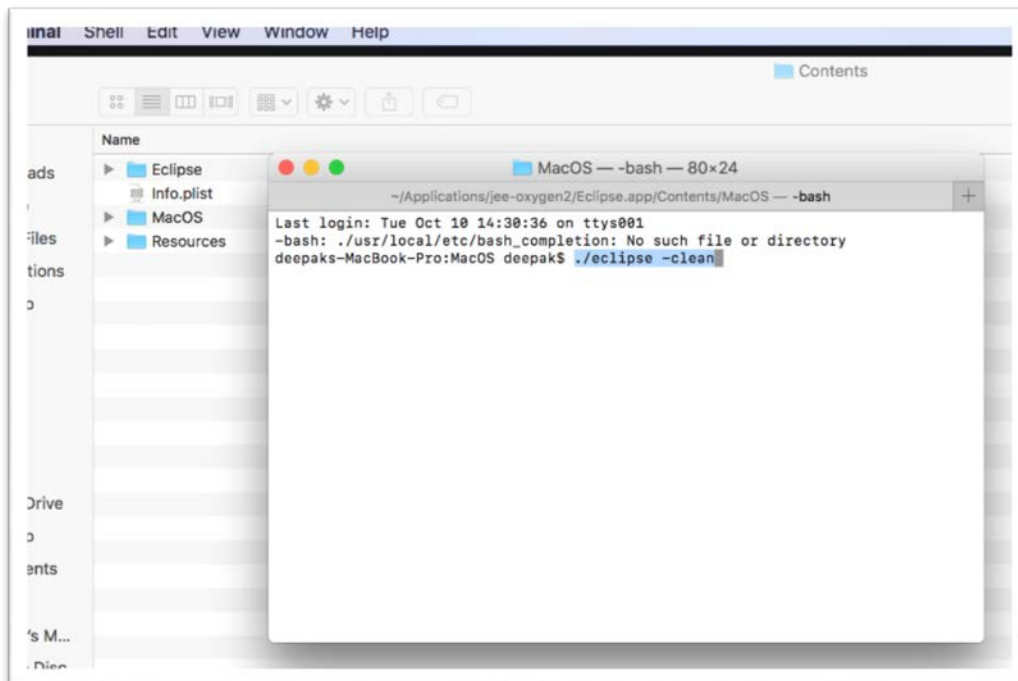 Shell Edit View Window Help
Contents
Name
Eclipse
Info.plist
MacOS
Resources
MacOS — -bash — 80×24
~/Applications/jee-oxygen2/Eclipse.app/Contents/MacOS — -bash
Last login: Tue Oct 10 14:30:36 on ttys001
-bash: ./usr/local/etc/bash_completion: No such file or directory
deepaks-MacBook-Pro:MacOS deepak$ ./eclipse -clean
ads
Files
tions
Drive
ents
's M...